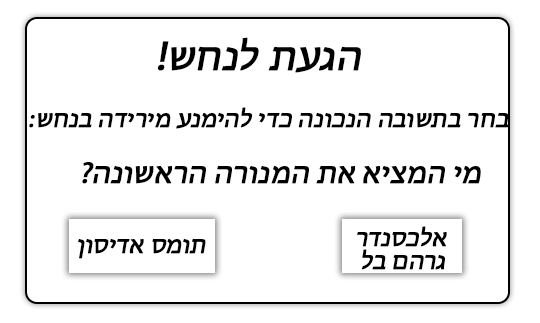 הגעת לנחש!
בחר בתשובה הנכונה כדי להימנע מירידה בנחש:
מי המציא את המנורה הראשונה?
אלכסנדר
גרהם בל
תומס אדיסון